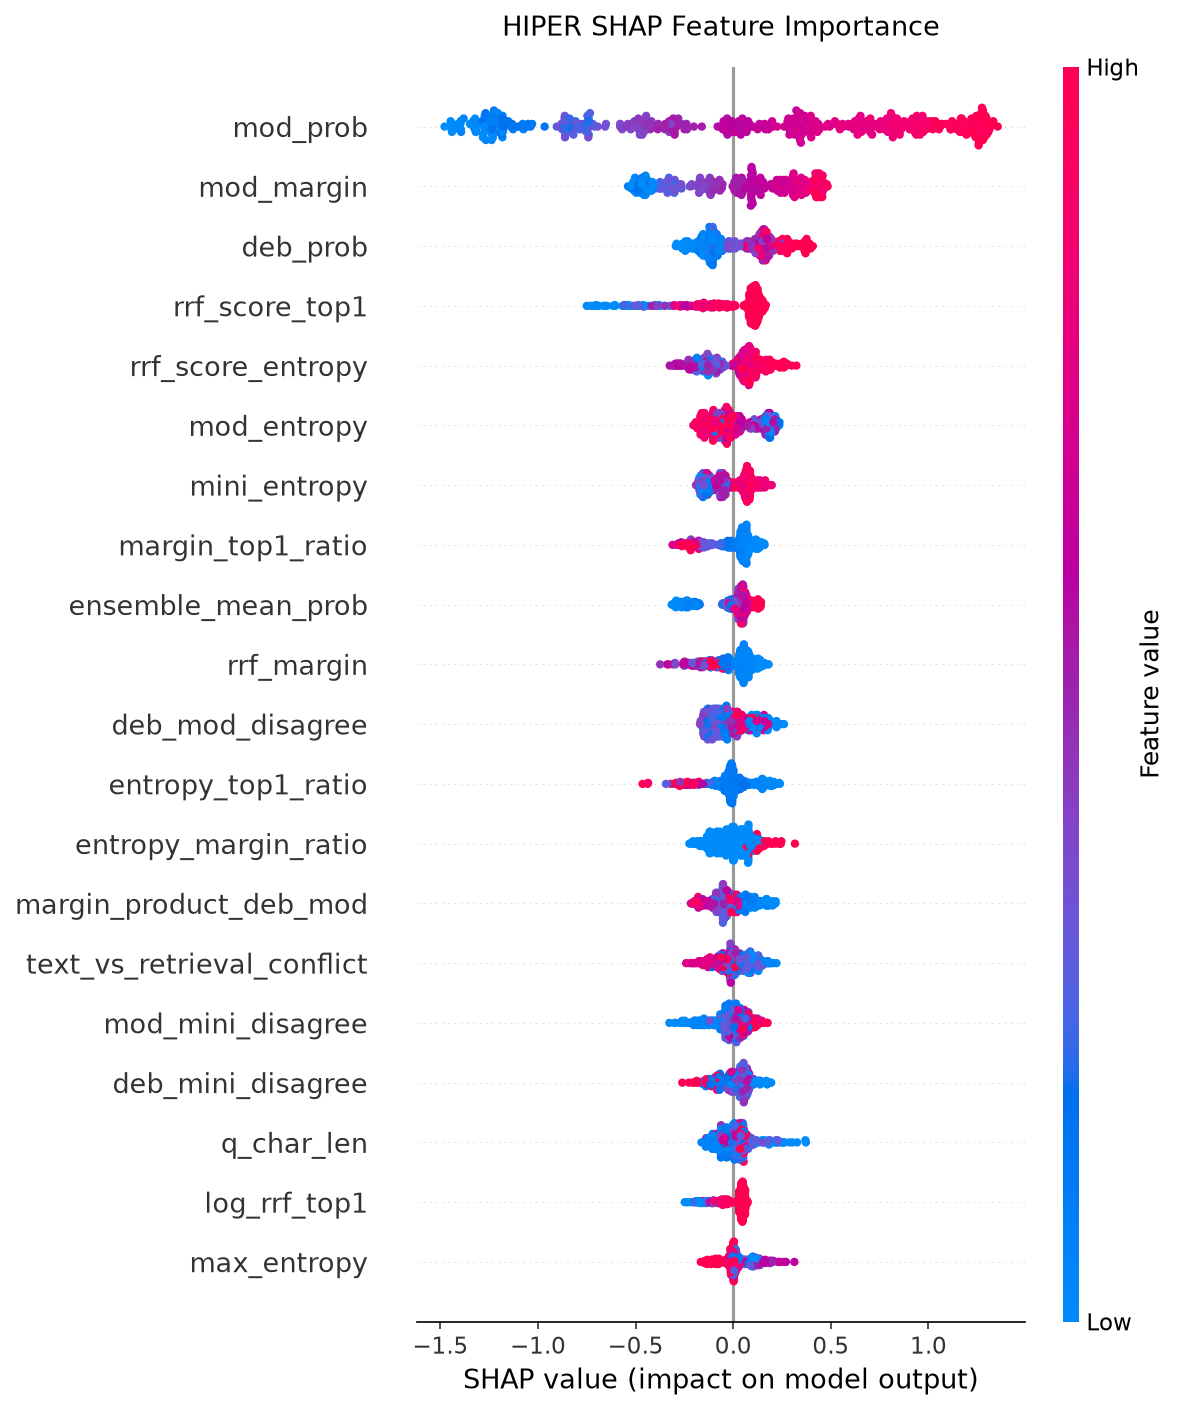 HIPER SHAP Feature Importance
High
mod_prob
mod_margin
deb_prob
rrf_score_top1
rrf_score_entropy
mod_entropy
mini_entropy
margin_top1_ratio
ensemble_mean_prob
rrf_margin
deb_mod_disagree
entropy_top1_ratio
entropy_margin_ratio
margin_product_deb_mod
text_vs_retrieval_conflict
mod_mini_disagree
deb_mini_disagree
q_char_len
log_rrf_top1
max_entropy
Feature value
Low
−1.5 −1.0 −0.5 0.0 0.5 1.0
SHAP value (impact on model output)